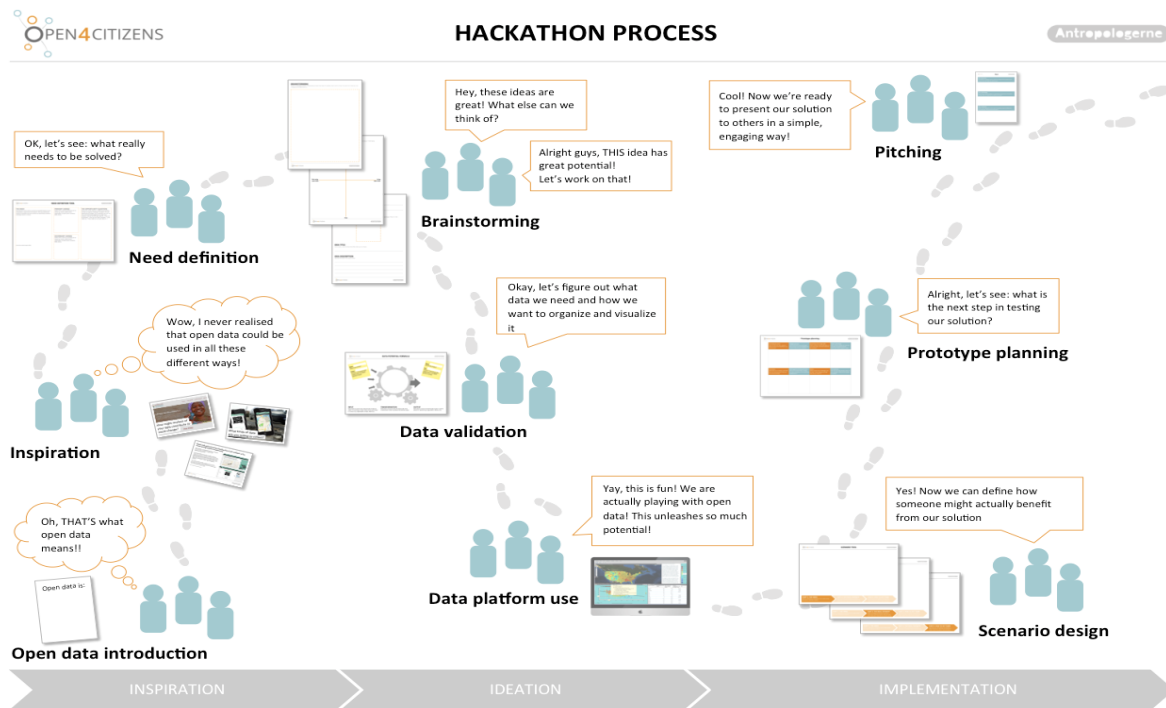 OPEN4CITIZENS
HACKATHON PROCESS
Antropologerne
OK, let's see: what really
needs to be solved?
Need definition
Wow, I never realised
that open data could be
used in all these
different ways!
Inspiration
Oh, THAT'S what
open data
means!!
Open data is:
Open data introduction
Hey, these ideas are
great! What else can we
think of?
Alright guys, THIS idea has
great potential!
Let's work on that!
Brainstorming
Okay, let's figure out what
data we need and how we
want to organize and visualize
it
Data validation
Yay, this is fun! We are
actually playing with open
data! This unleashes so much
potential!
Data platform use
Cool! Now we're ready
to present our solution
to others in a simple,
engaging way!
Pitching
Alright, let's see: what is
the next step in testing
our solution?
Prototype planning
Yes! Now we can define how
someone might actually benefit
from our solution
Scenario design
INSPIRATION
IDEATION
IMPLEMENTATION